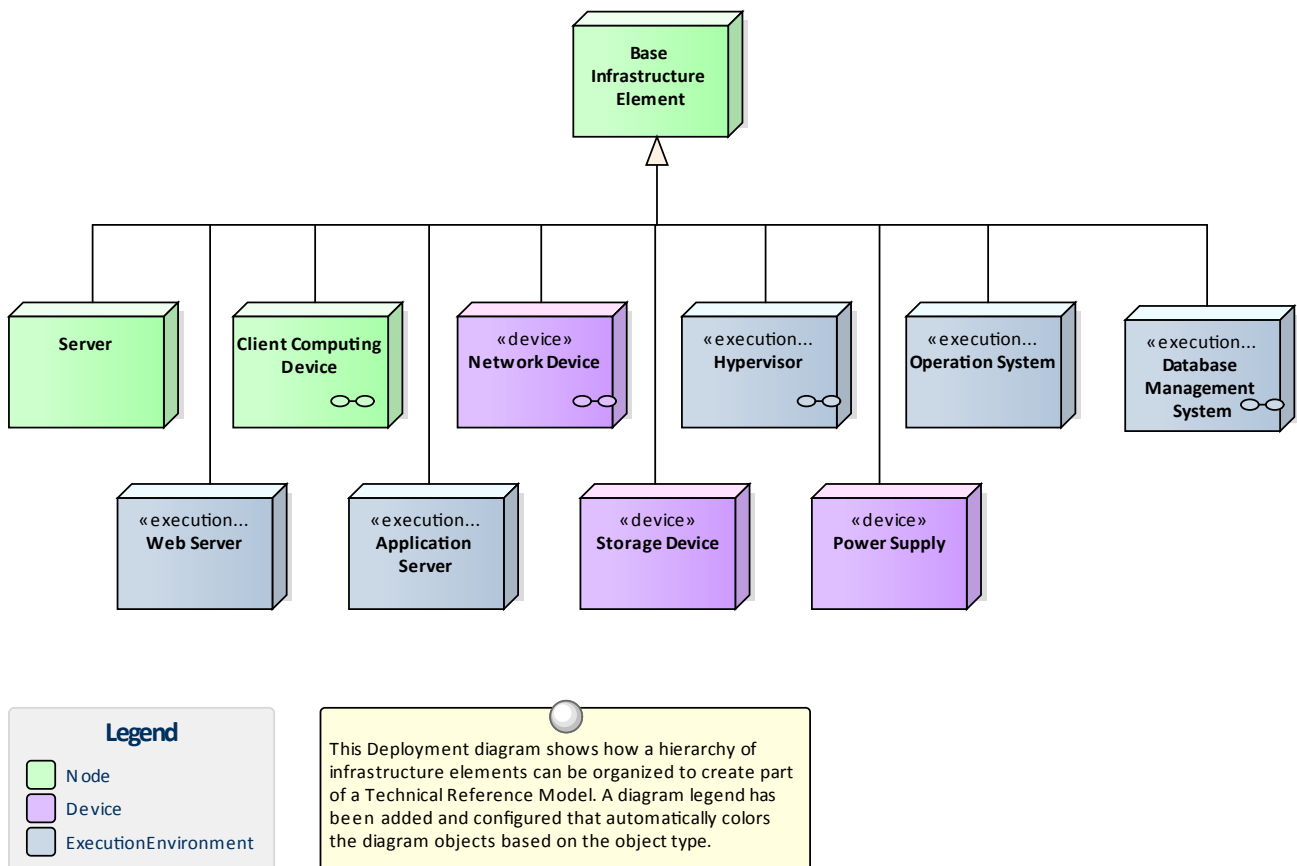 Base
Infrastructure
Element
Server
Client Computing
Device
«device»
Network Device
«execution...
Hypervisor
«execution...
Operation System
«execution...
Database
Management
System
«execution...
Web Server
«execution...
Application
Server
«device»
Storage Device
«device»
Power Supply
Legend
Node
Device
ExecutionEnvironment
This Deployment diagram shows how a hierarchy of
infrastructure elements can be organized to create part
of a Technical Reference Model. A diagram legend has
been added and configured that automatically colors
the diagram objects based on the object type.